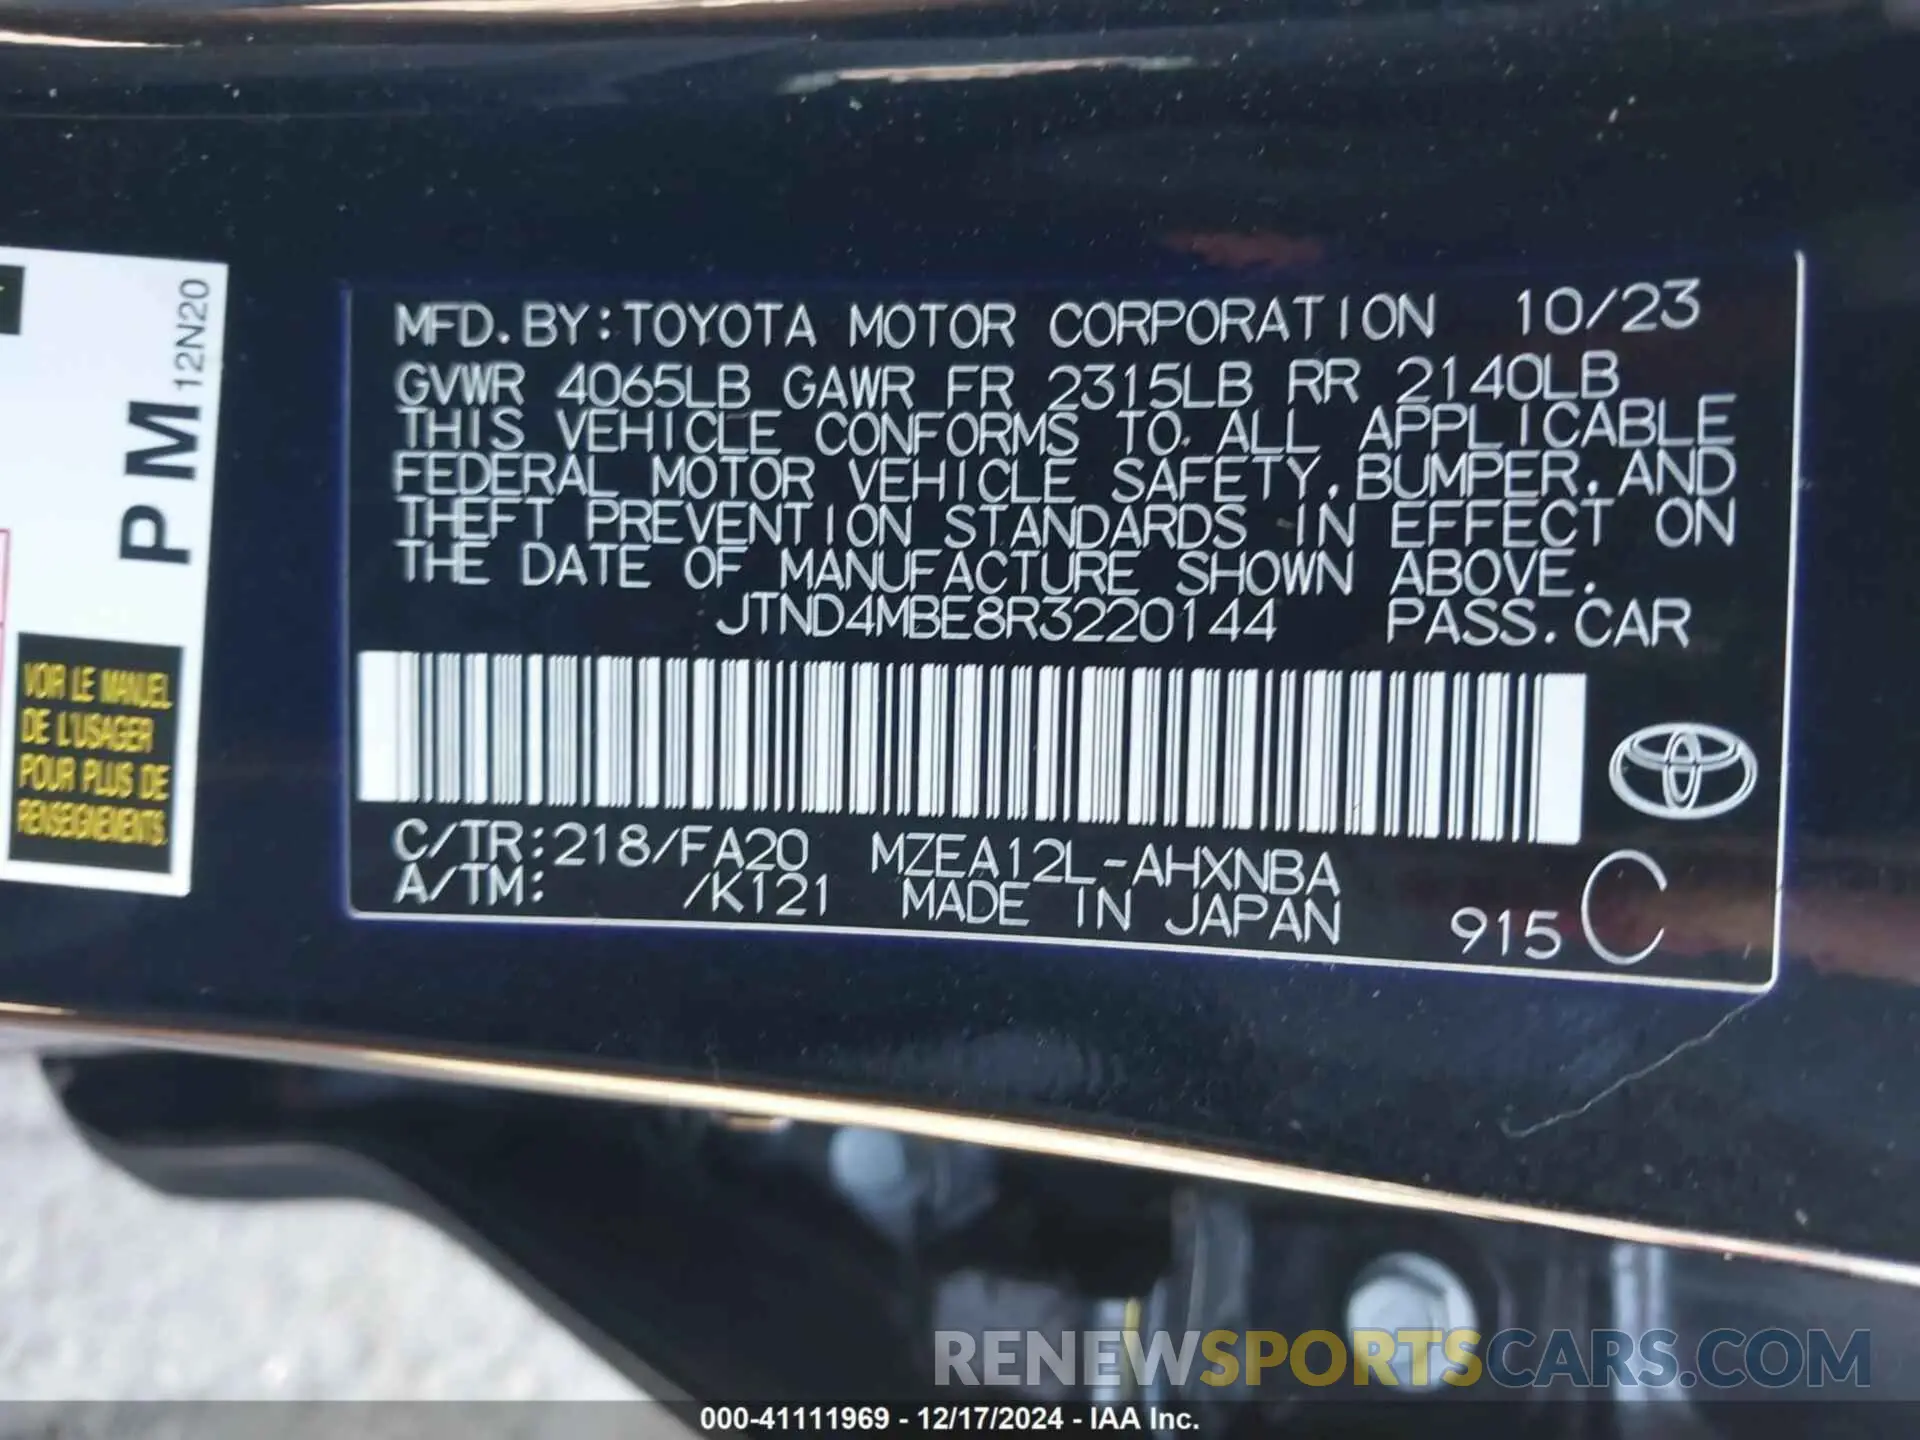 MFD.BY:TOYOTA MOTOR CORPORATION 10/23
GVWR 4065LB GAWR FR 2315LB RR 2140LB
THIS VEHICLE CONFORMS TO ALL APPLICABLE
FEDERAL MOTOR VEHICLE SAFETY,BUMPER,AND
THEFT PREVENTION STANDARDS IN EFFECT ON
THE DATE OF MANUFACTURE SHOWN ABOVE.
JTND4MBE8R3220144 PASS.CAR
C/TR:218/FA20 MZEA12L-AHXNBA
A/TM: /K121 MADE IN JAPAN 915 C
PM 12N20
VOIR LE MANUEL
DE L'USAGER
POUR PLUS DE
RENSEIGNEMENTS.
RENEWSPORTSCARS.COM
000-41111969 - 12/17/2024 - IAA Inc.